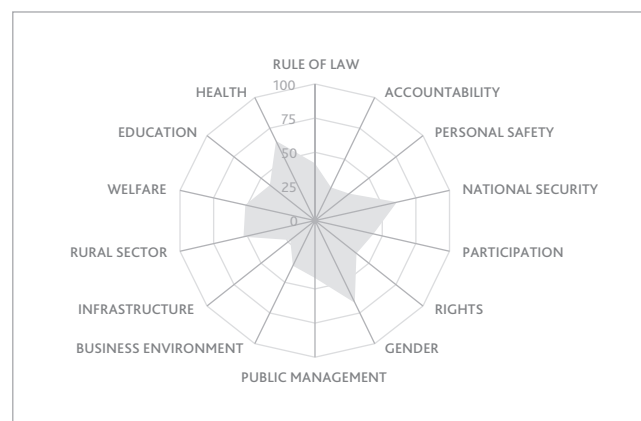 RULE OF LAW
100
HEALTH
ACCOUNTABILITY
75
EDUCATION
PERSONAL SAFETY
50
WELFARE
NATIONAL SECURITY
25
0
RURAL SECTOR
PARTICIPATION
INFRASTRUCTURE
RIGHTS
BUSINESS ENVIRONMENT
GENDER
PUBLIC MANAGEMENT